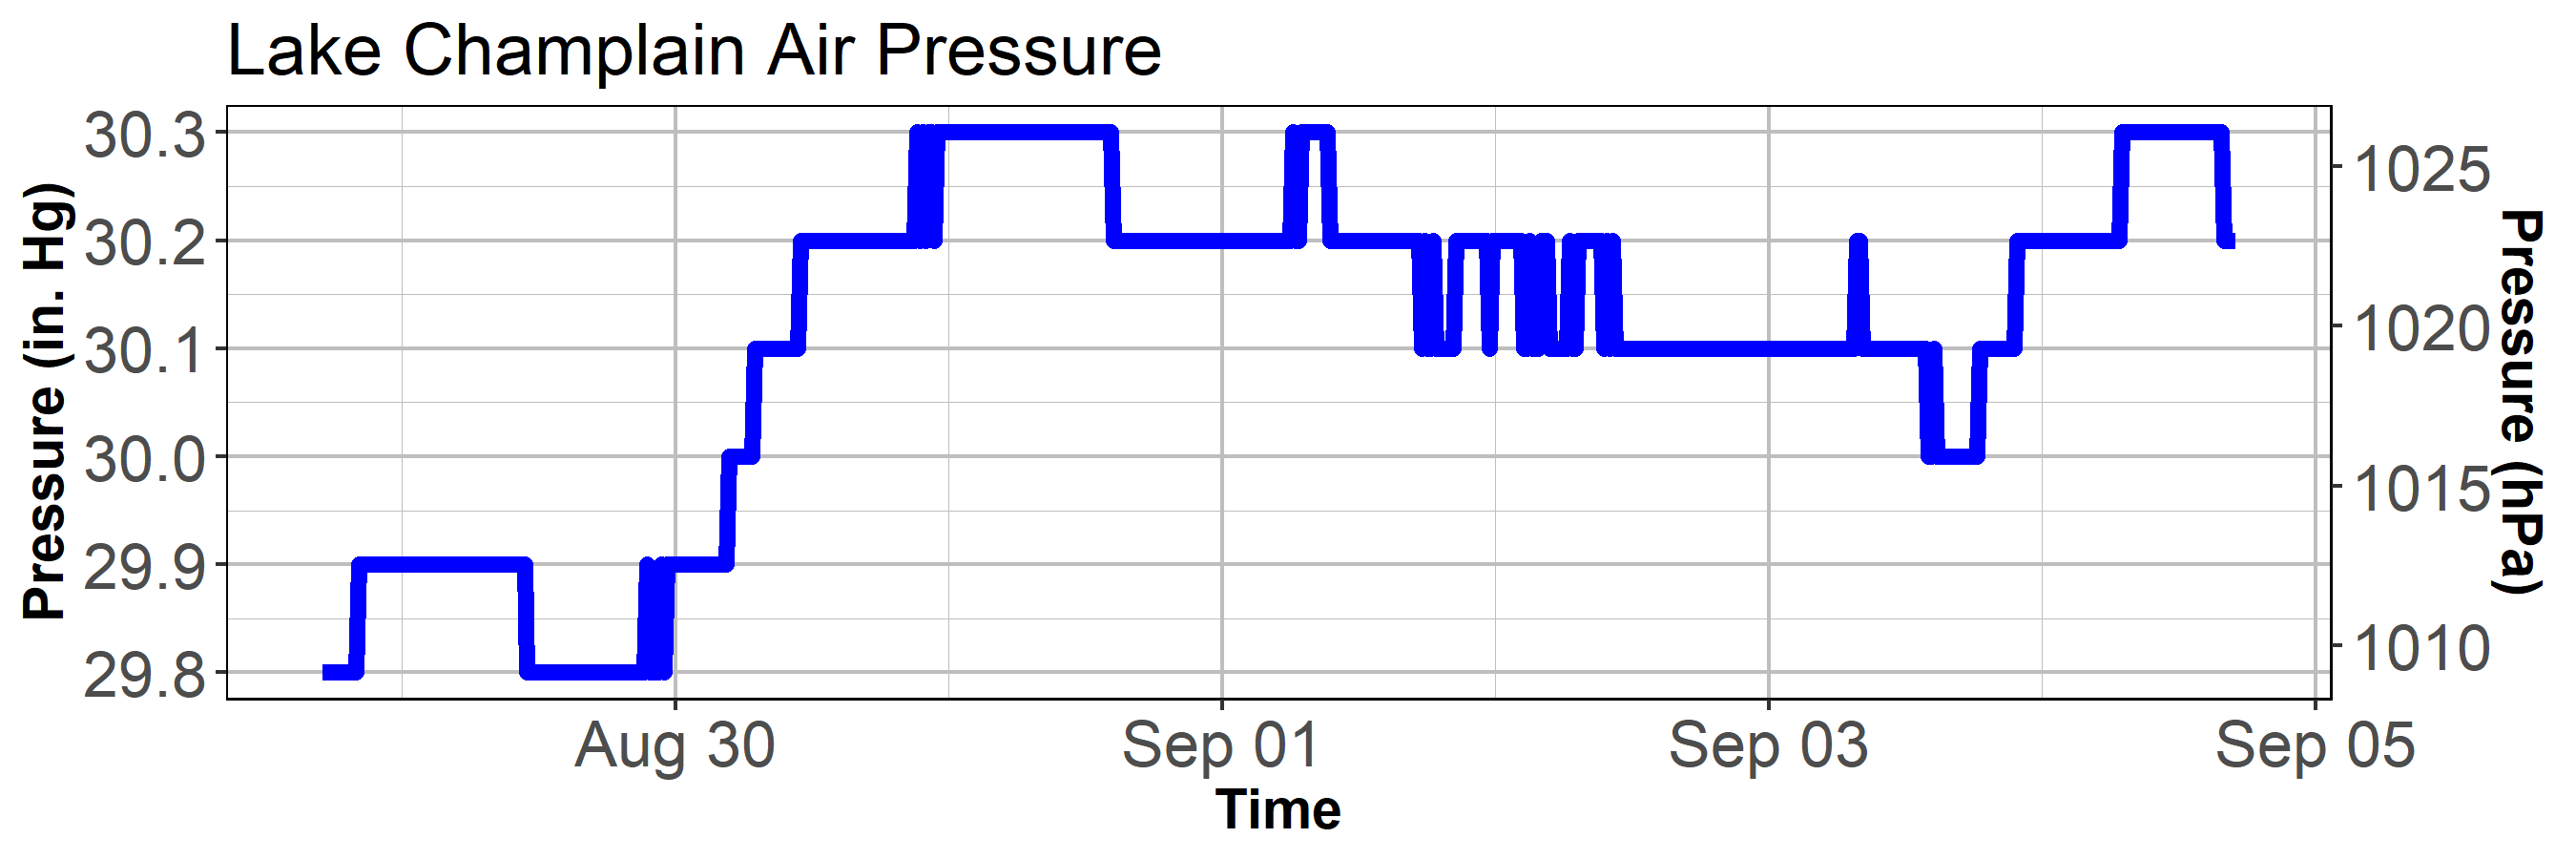 Lake Champlain Air Pressure
Pressure (in. Hg)
30.3
30.2
30.1
30.0
29.9
29.8
1025
1020
1015
1010
Pressure (hPa)
Aug 30
Sep 01
Sep 03
Sep 05
Time